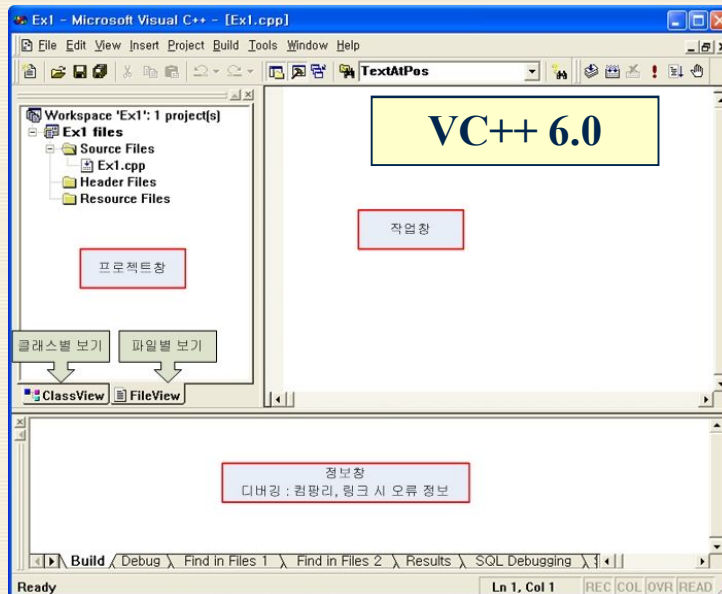 Ex1 - Microsoft Visual C++ - [Ex1.cpp]
File Edit View Insert Project Build Tools Window Help
TextAtPos
Workspace 'Ex1': 1 project(s)
Ex1 files
Source Files
Ex1.cpp
Header Files
Resource Files
VC++ 6.0
작업창
프로젝트창
클래스별 보기
파일별 보기
ClassView
FileView
정보창
디버깅 : 컴팡리, 링크 시 오류 정보
Build Debug Find in Files 1 Find in Files 2 Results SQL Debugging
Ready
Ln 1, Col 1
REC COL OVR READ